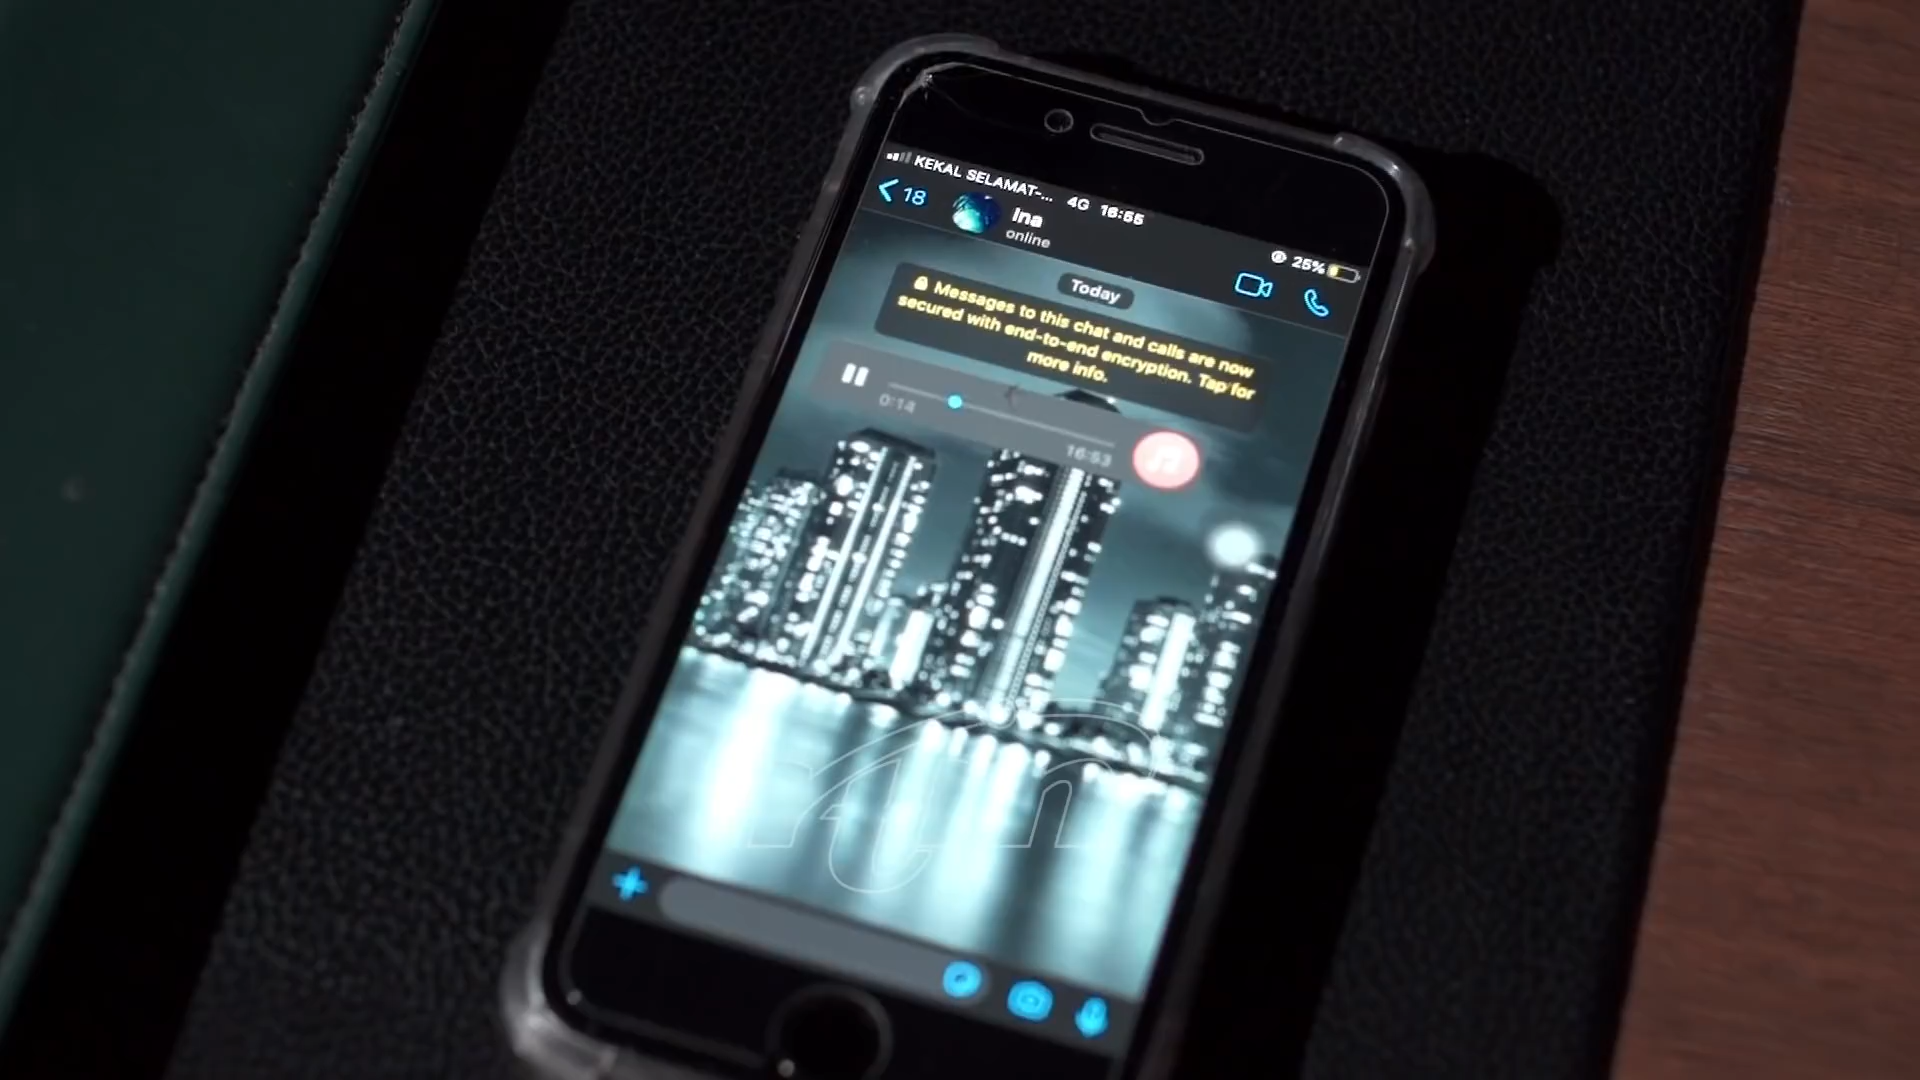 KEKAL SELAMAT-... 4G 16:55
25%
18
Ina
online
Today
Messages to this chat and calls are now
secured with end-to-end encryption. Tap for
more info.
0:14
16:53